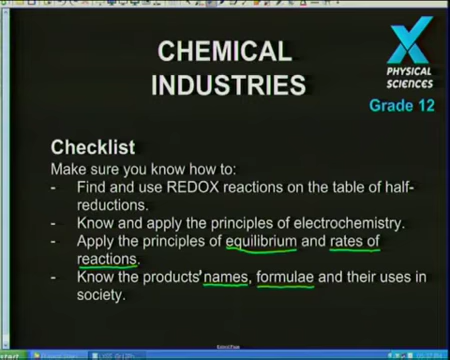 CHEMICAL
INDUSTRIES
PHYSICAL
SCIENCES
Grade 12
Checklist
Make sure you know how to:
- Find and use REDOX reactions on the table of half-
reductions.
- Know and apply the principles of electrochemistry.
- Apply the principles of equilibrium and rates of
reactions.
- Know the products' names, formulae and their uses in
society.
start